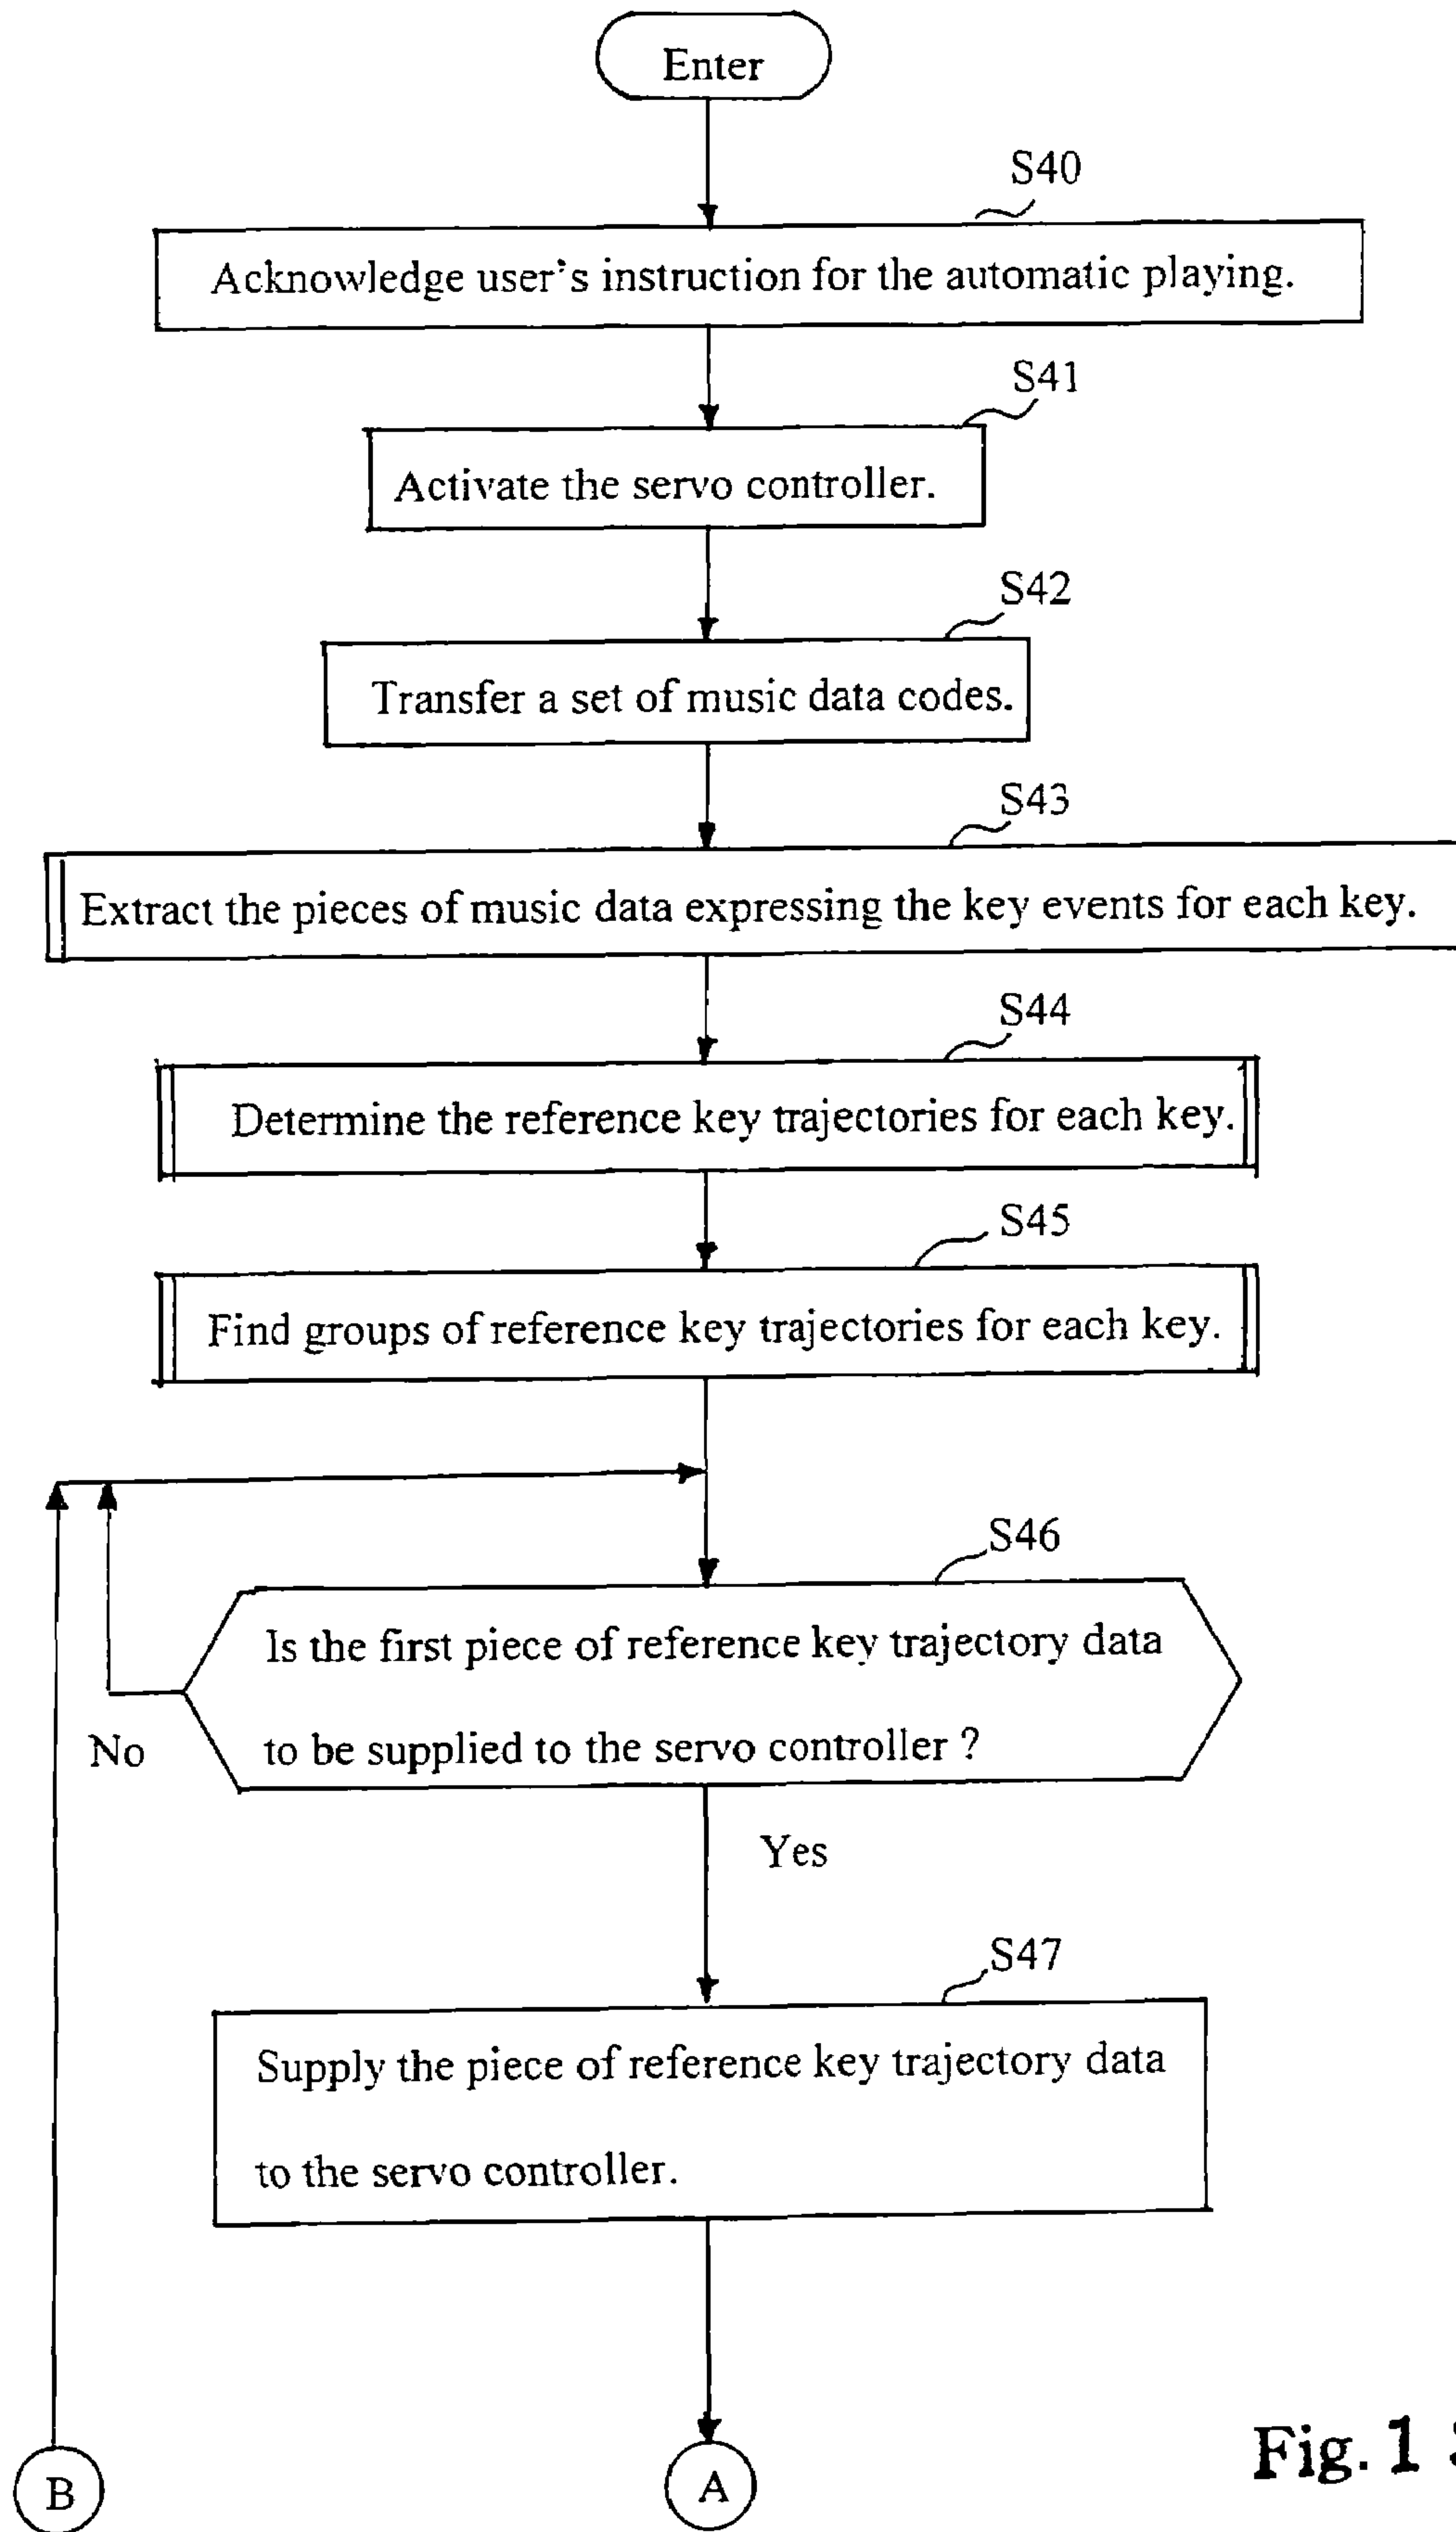 Enter
S40
Acknowledge user's instruction for the automatic playing.
S41
Activate the servo controller.
S42
Transfer a set of music data codes.
S43
Extract the pieces of music data expressing the key events for each key.
S44
Determine the reference key trajectories for each key.
S45
Find groups of reference key trajectories for each key.
S46
Is the first piece of reference key trajectory data
to be supplied to the servo controller ?
No
Yes
S47
Supply the piece of reference key trajectory data
to the servo controller.
B
A
Fig. 1